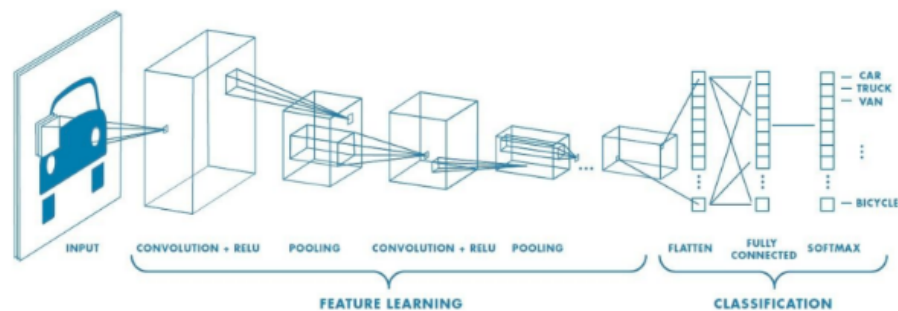 CAR
TRUCK
VAN
BICYCLE
INPUT
CONVOLUTION + RELU
POOLING
CONVOLUTION + RELU
POOLING
FLATTEN
FULLY
CONNECTED
SOFTMAX
FEATURE LEARNING
CLASSIFICATION